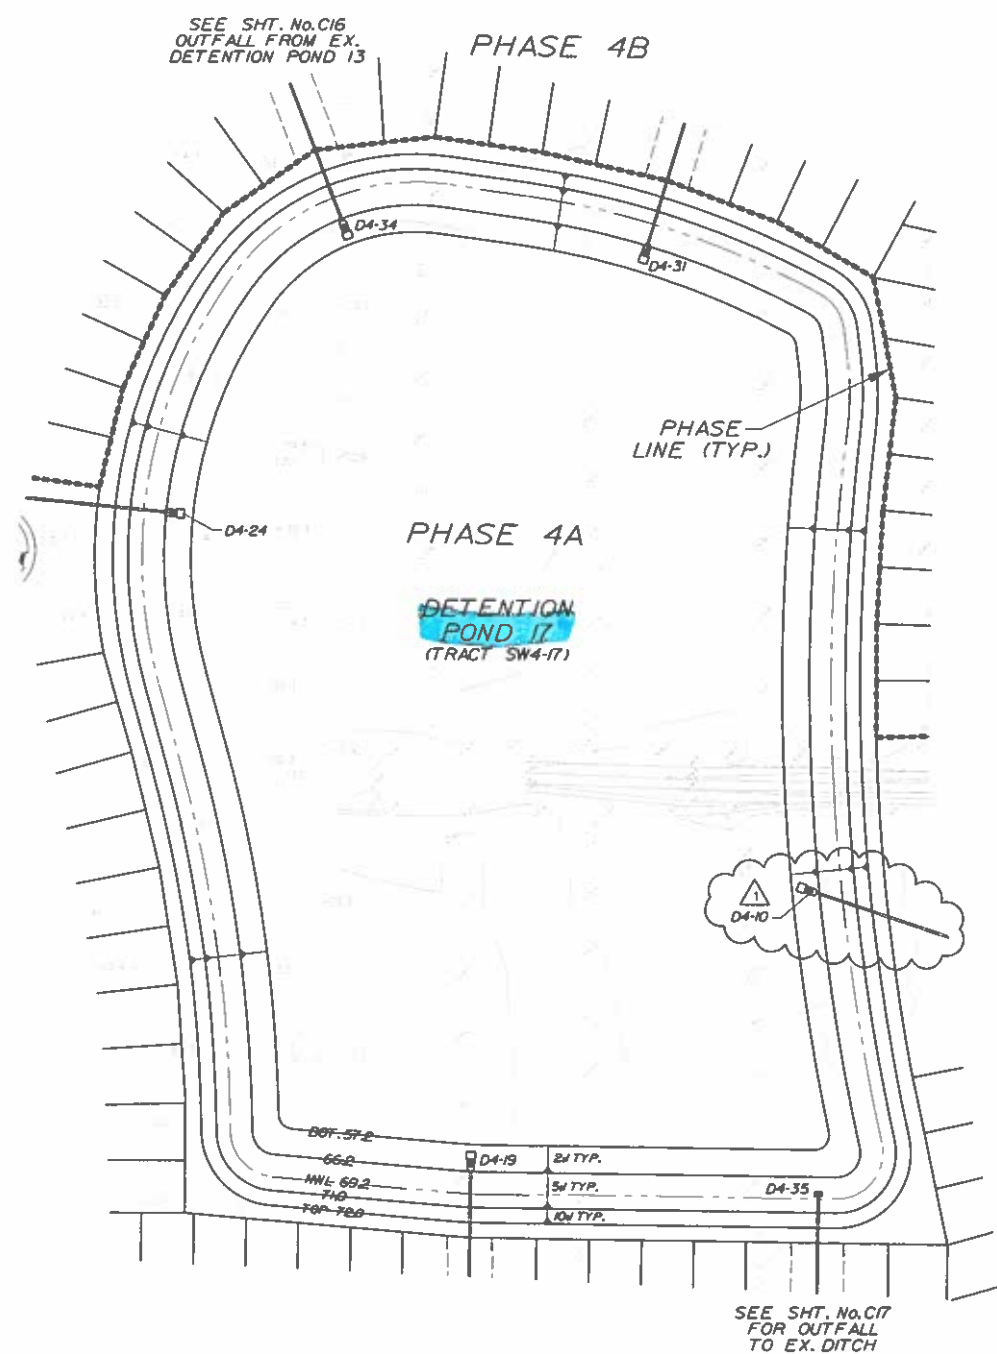 SEE SHT. No.C16
OUTFALL FROM EX.
DETENTION POND 13
PHASE 4B
D4-34
D4-31
PHASE
LINE (TYP.)
D4-24
PHASE 4A
DETENTION
POND 17
(TRACT SW4-17)
1
D4-10
BOT. 57.2
66.2
NWL 69.2
71.0
TOP 72.0
D4-19
2:1 TYP.
5:1 TYP.
10:1 TYP.
D4-35
SEE SHT. No.C17
FOR OUTFALL
TO EX. DITCH